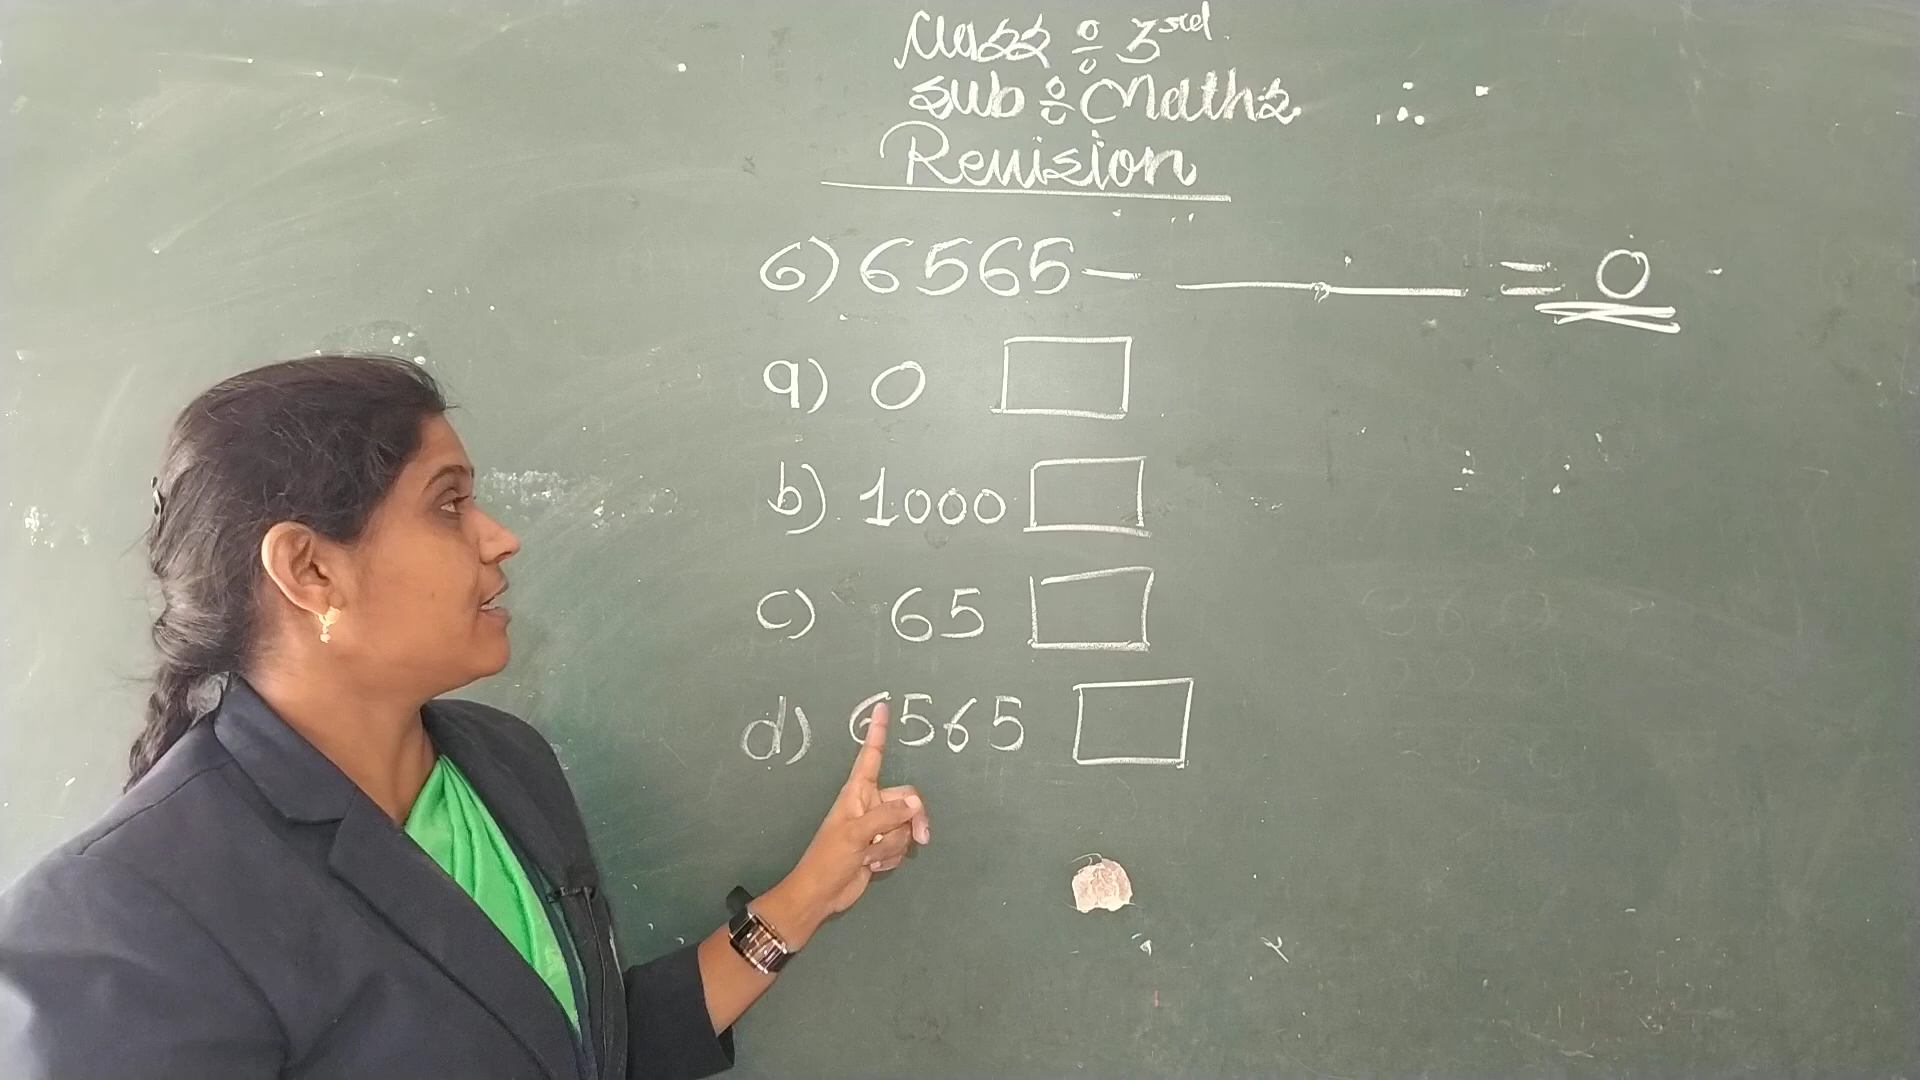 Class : 3rd
Sub : Maths
Revision
6) 6565 - ______ = 0
a) 0
b) 1000
c) 65
d) 6565